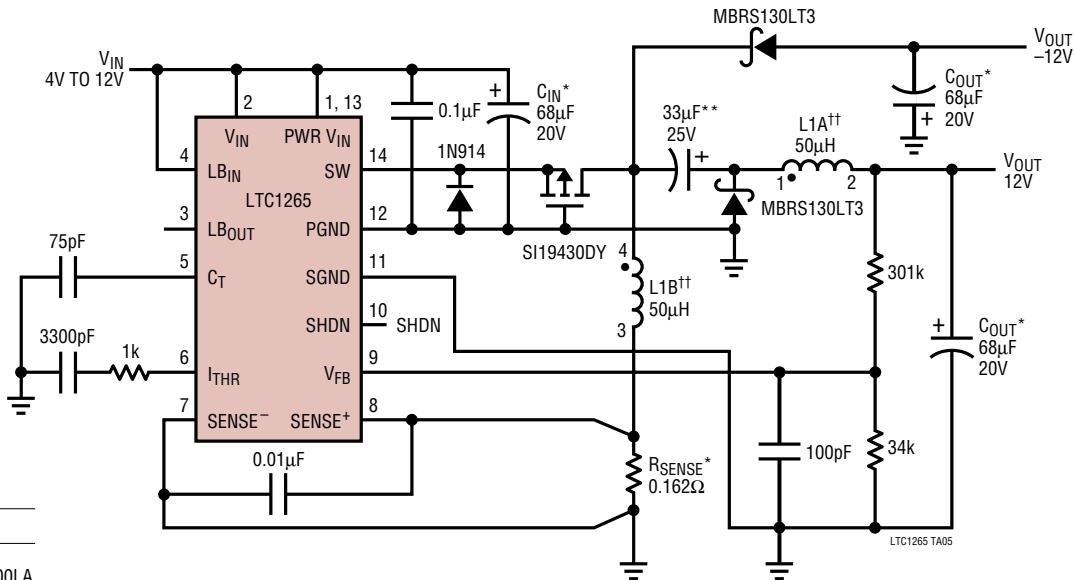 MBRS130LT3
VOUT
–12V
VIN
4V TO 12V
COUT*
68µF
20V
2
1, 13
0.1µF
+
CIN*
68µF
20V
33µF**
25V
+
L1A††
50µH
+
VIN
PWR VIN
4
LBIN
SW
14
1N914
1
2
VOUT
12V
LTC1265
MBRS130LT3
3
LBOUT
PGND
12
SI19430DY
4
75pF
5
CT
SGND
11
L1B††
50µH
301k
SHDN
10
SHDN
3
+
COUT*
68µF
20V
3300pF
1k
6
ITHR
VFB
9
7
SENSE–
SENSE+
8
0.01µF
RSENSE*
0.162Ω
100pF
34k
LTC1265 TA05
00LA